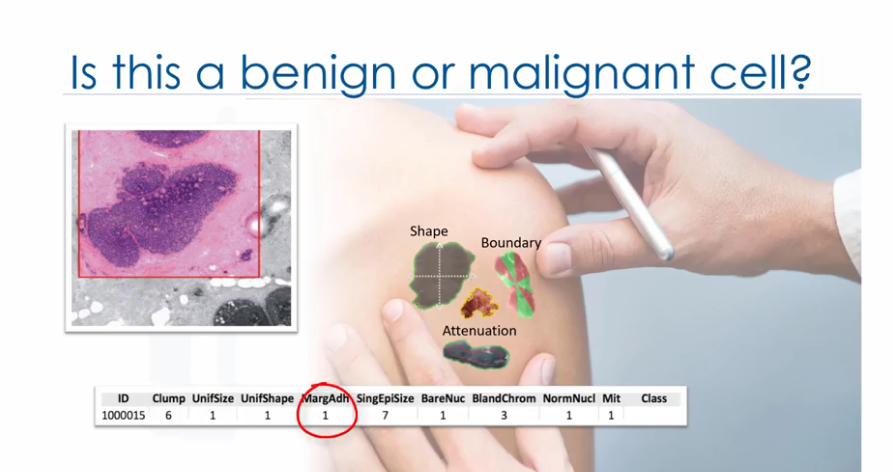 Is this a benign or malignant cell?
Shape
Boundary
Attenuation
ID Clump UnifSize UnifShape MargAdh SingEpiSize BareNuc BlandChrom NormNucl Mit Class
1000015 6 1 1 1 7 1 3 1 1